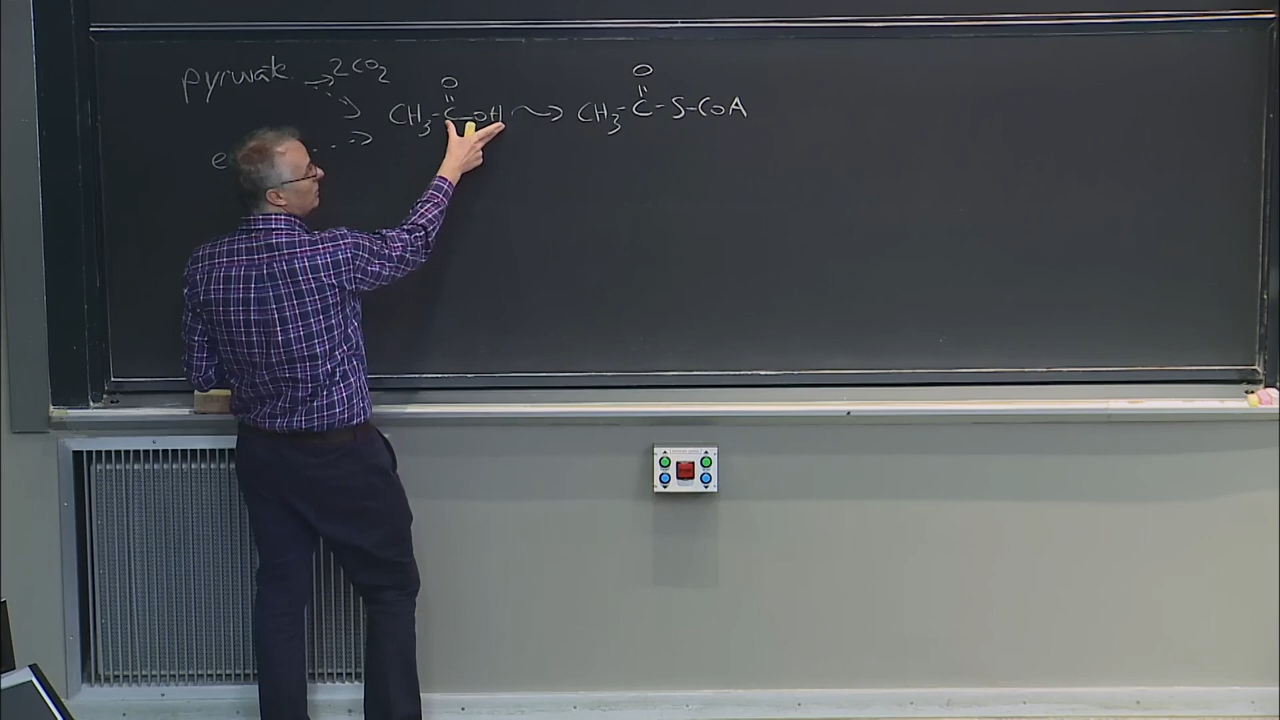 pyruvate 2CO2
O O
CH3-C-OH CH3-C-S-CoA
e